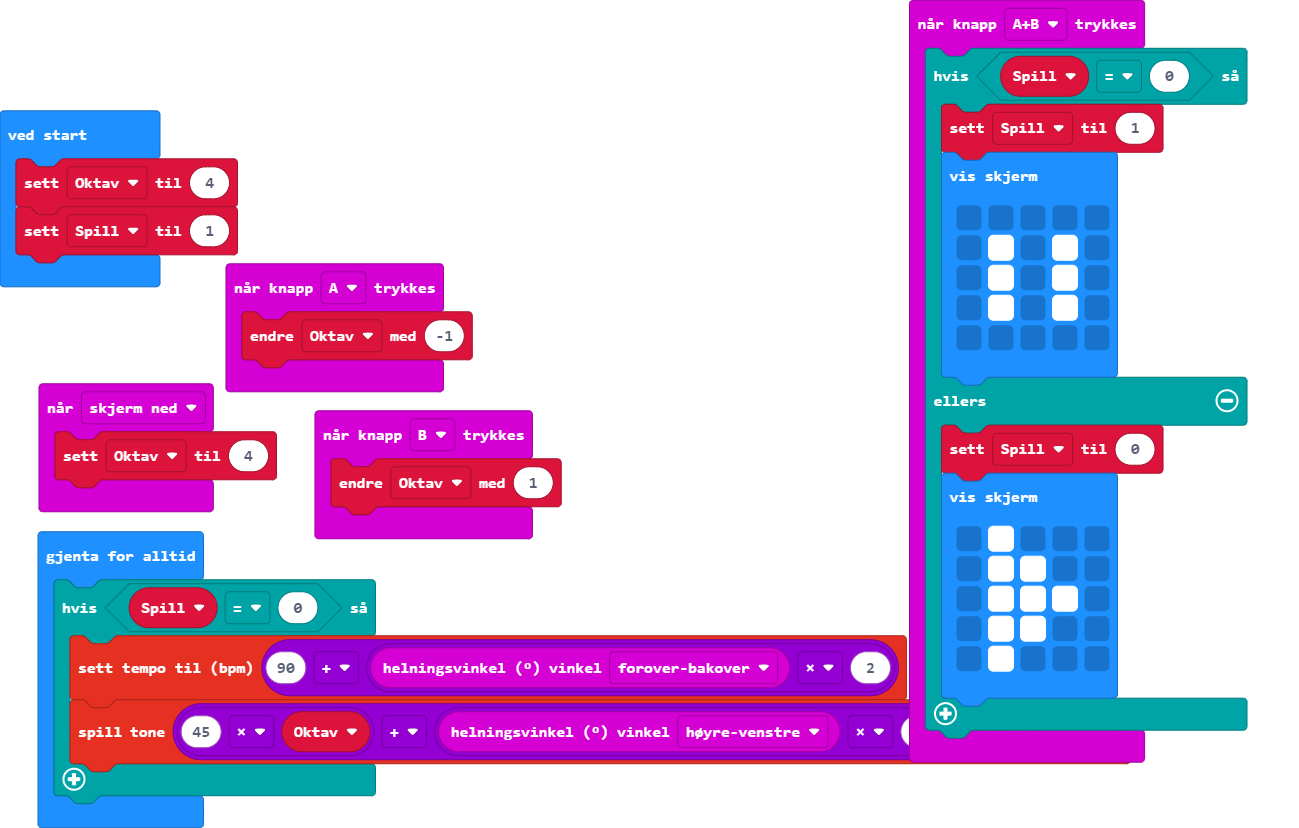 ved start
sett Oktav til 4
sett Spill til 1
når knapp A trykkes
endre Oktav med -1
når skjerm ned
sett Oktav til 4
når knapp B trykkes
endre Oktav med 1
gjenta for alltid
hvis Spill = 0 så
sett tempo til (bpm) 90 + helningsvinkel (º) vinkel forover-bakover × 2
spill tone 45 × Oktav + helningsvinkel (º) vinkel høyre-venstre ×
når knapp A+B trykkes
hvis Spill = 0 så
sett Spill til 1
vis skjerm
ellers
sett Spill til 0
vis skjerm